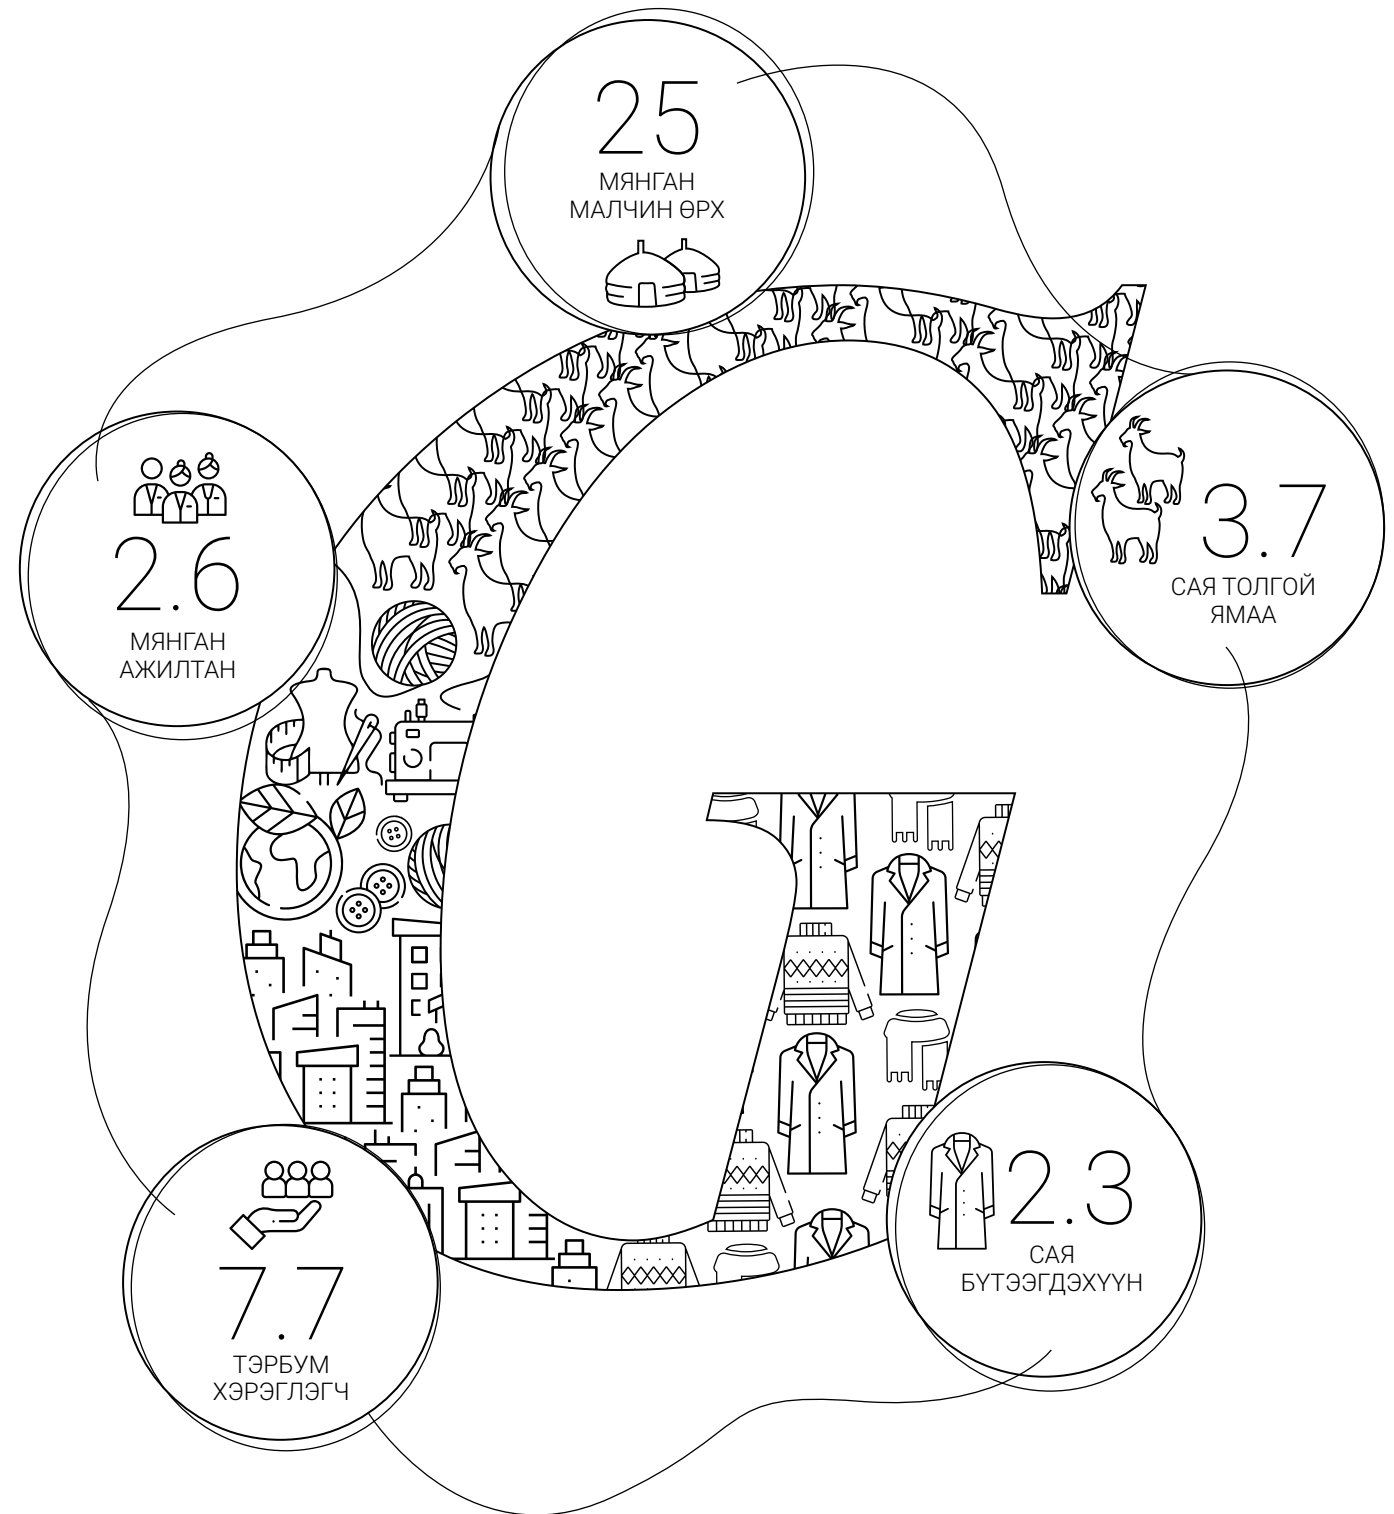 25
МЯНГАН
МАЛЧИН ӨРХ
3.7
САЯ ТОЛГОЙ
ЯМАА
2.6
МЯНГАН
АЖИЛТАН
2.3
САЯ
БҮТЭЭГДЭХҮҮН
7.7
ТЭРБУМ
ХЭРЭГЛЭГЧ